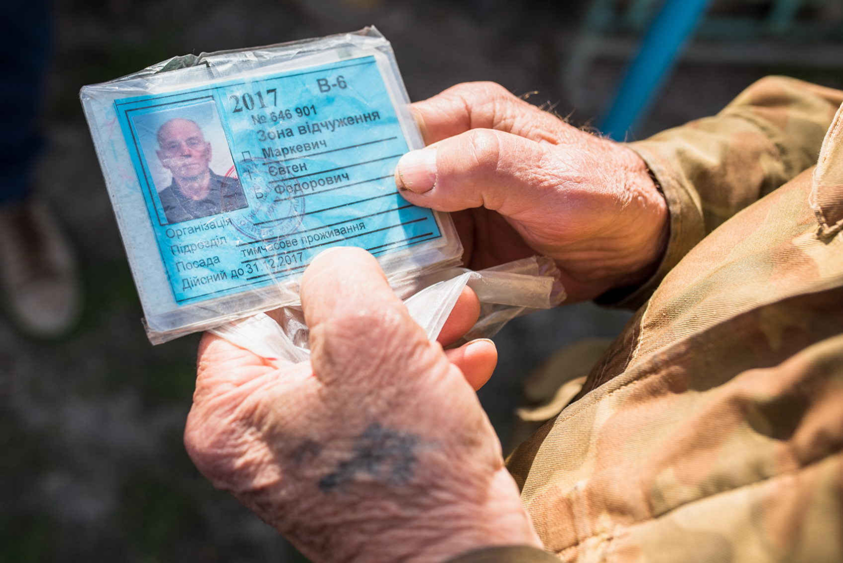 2017 В-6
№ 646 901
Зона відчуження
Маркевич
Євген
Федорович
Організація
Підрозділ
Посада тимчасове проживання
Дійсний до 31.12.2017